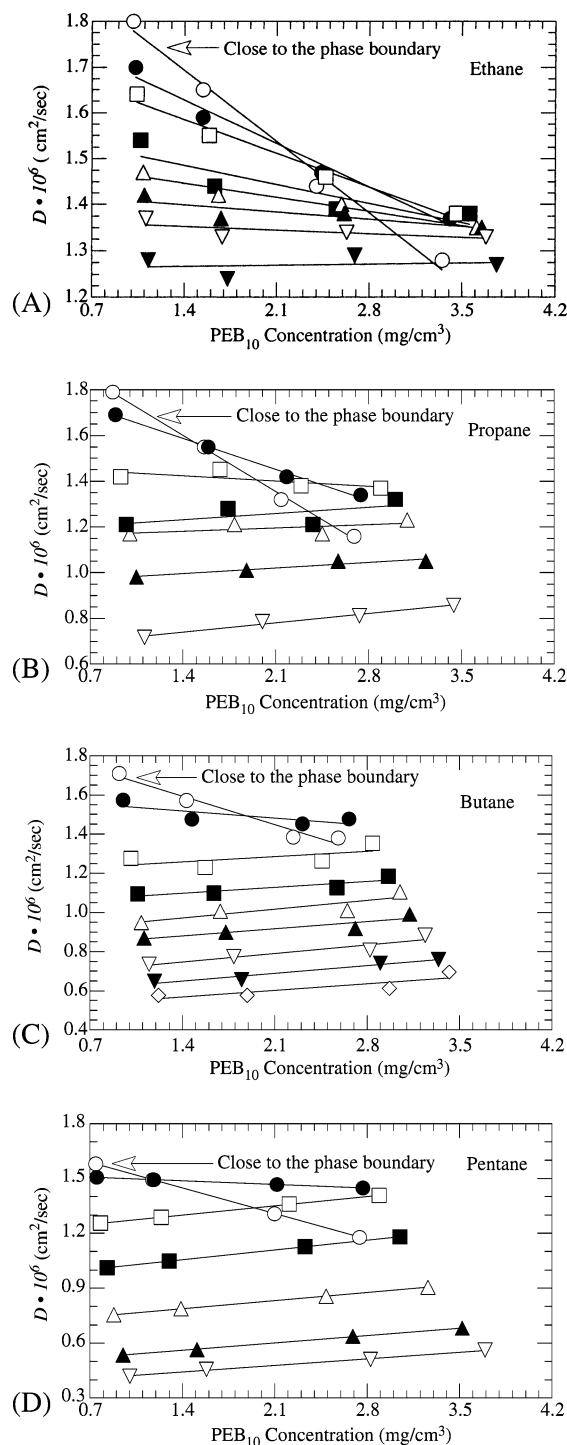 1.8
Close to the phase boundary
Ethane
1.7
1.6
1.5
1.4
1.3
1.2
D • 10⁶ ( cm²/sec)
(A)
0.7 1.4 2.1 2.8 3.5 4.2
PEB₁₀ Concentration (mg/cm³)
1.8
Close to the phase boundary
Propane
1.6
1.4
1.2
1.0
0.8
0.6
D • 10⁶ (cm²/sec)
(B)
0.7 1.4 2.1 2.8 3.5 4.2
PEB₁₀ Concentration (mg/cm³)
1.8
Close to the phase boundary
Butane
1.6
1.4
1.2
1.0
0.8
0.6
0.4
D • 10⁶ (cm²/sec)
(C)
0.7 1.4 2.1 2.8 3.5 4.2
PEB₁₀ Concentration (mg/cm³)
1.8
Close to the phase boundary
Pentane
1.5
1.2
0.9
0.6
0.3
D • 10⁶ (cm²/sec)
(D)
0.7 1.4 2.1 2.8 3.5 4.2
PEB₁₀ Concentration (mg/cm³)